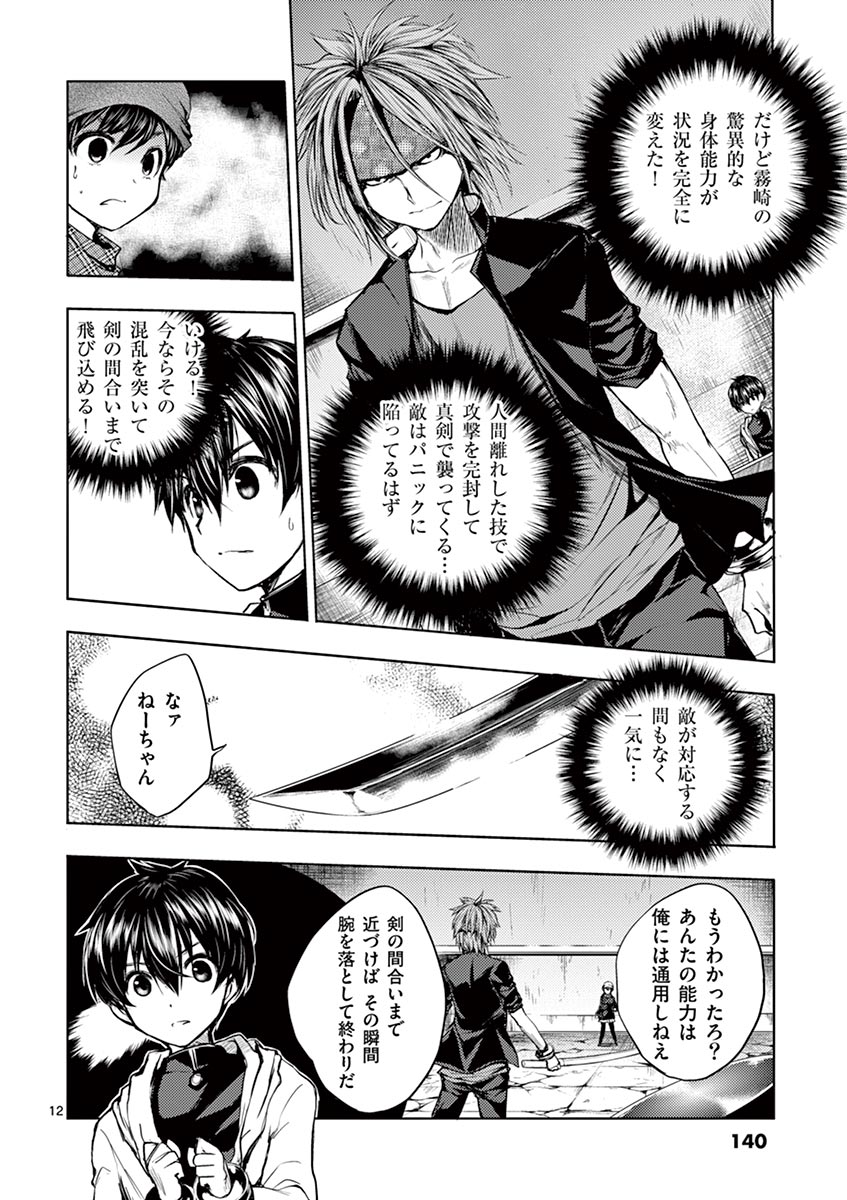 だけど霧崎の
驚異的な
身体能力が
状況を完全に
変えた！
人間離れした技で
攻撃を完封して
真剣で襲ってくる…
敵はパニックに
陥ってるはず
いける！
今ならその
混乱を突いて
剣の間合いまで
飛び込める！
敵が対応する
間もなく
一気に…
なァ
ねーちゃん
もうわかったろ？
あんたの能力は
俺には通用しねえ
剣の間合いまで
近づけば その瞬間
腕を落として終わりだ
12
140